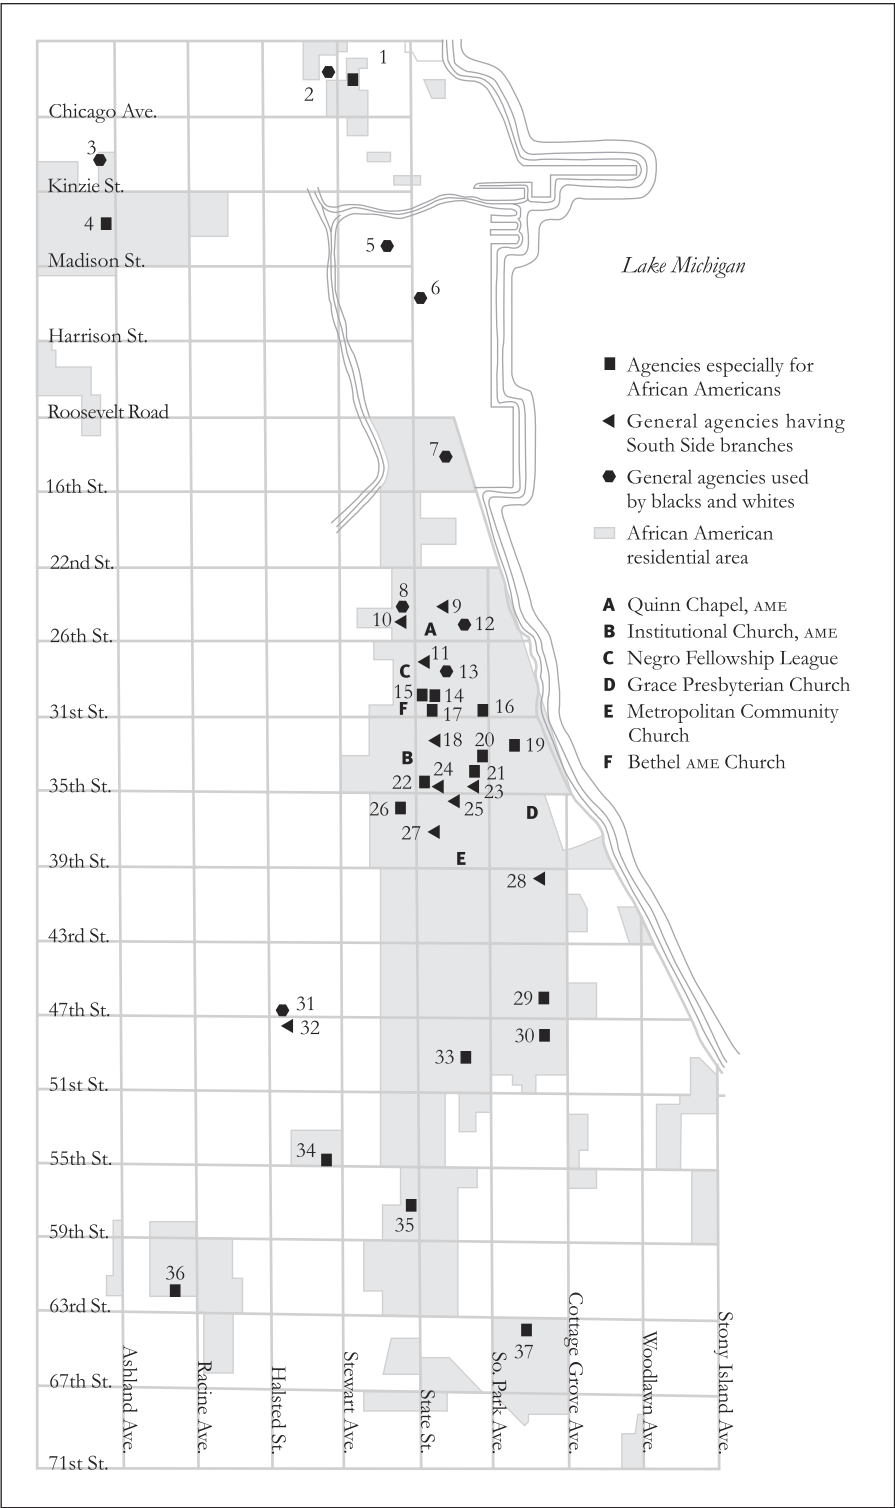 1
2
Chicago Ave.
3
Kinzie St.
4
5
Madison St.
Lake Michigan
6
Harrison St.
Agencies especially for
African Americans
Roosevelt Road
General agencies having
South Side branches
7
General agencies used
by blacks and whites
16th St.
African American
residential area
22nd St.
8
9
10
12
A
26th St.
A Quinn Chapel, AME
B Institutional Church, AME
C Negro Fellowship League
D Grace Presbyterian Church
E Metropolitan Community
Church
F Bethel AME Church
11
C
13
15
14
F
17
16
31st St.
18
20
19
B
24
21
22
23
35th St.
26
25
D
27
E
39th St.
28
43rd St.
29
47th St.
31
32
30
33
51st St.
34
55th St.
35
59th St.
36
63rd St.
37
67th St.
71st St.
Ashland Ave.
Racine Ave.
Halsted St.
Stewart Ave.
State St.
So. Park Ave.
Cottage Grove Ave.
Woodlawn Ave.
Stony Island Ave.